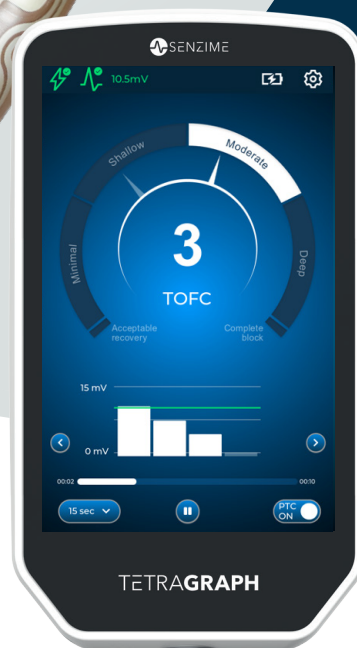 SENZIME
10.5mV
Shallow
Moderate
Minimal
Deep
3
TOFC
Acceptable
recovery
Complete
block
15 mV
0 mV
00:02
00:10
15 sec
PTC
ON
TETRAGRAPH